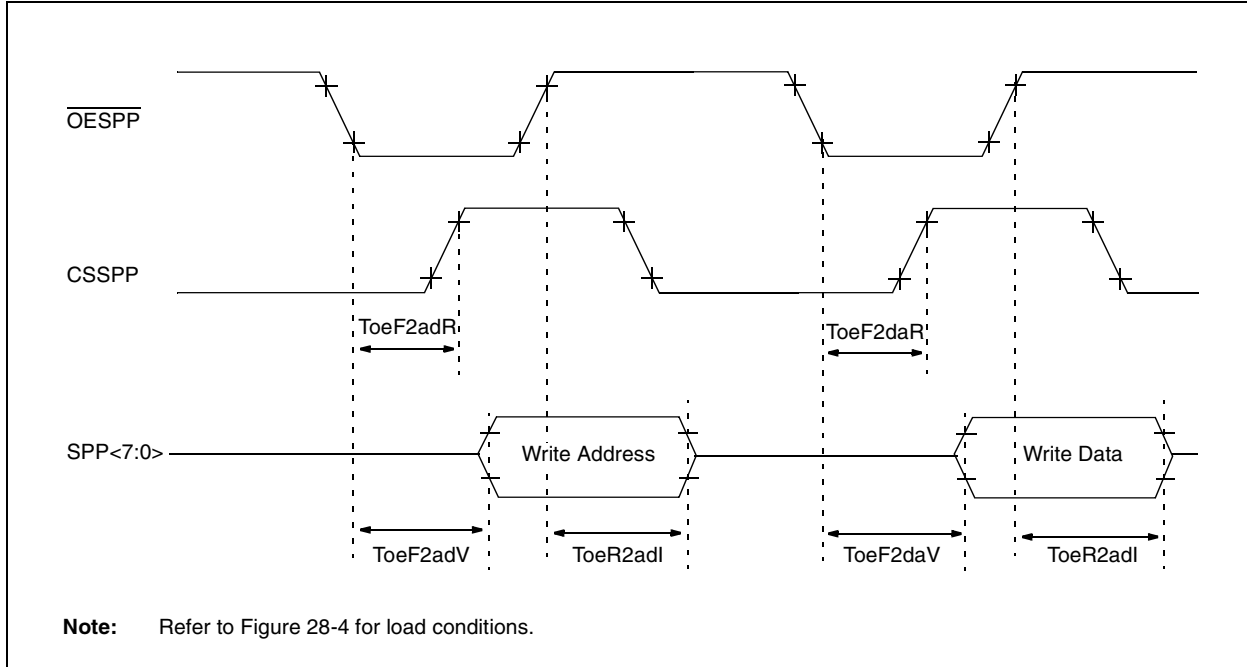 OESPP
CSSPP
ToeF2adR
ToeF2daR
SPP<7:0>
Write Address
Write Data
ToeF2adV
ToeR2adI
ToeF2daV
ToeR2adI
Note: Refer to Figure 28-4 for load conditions.